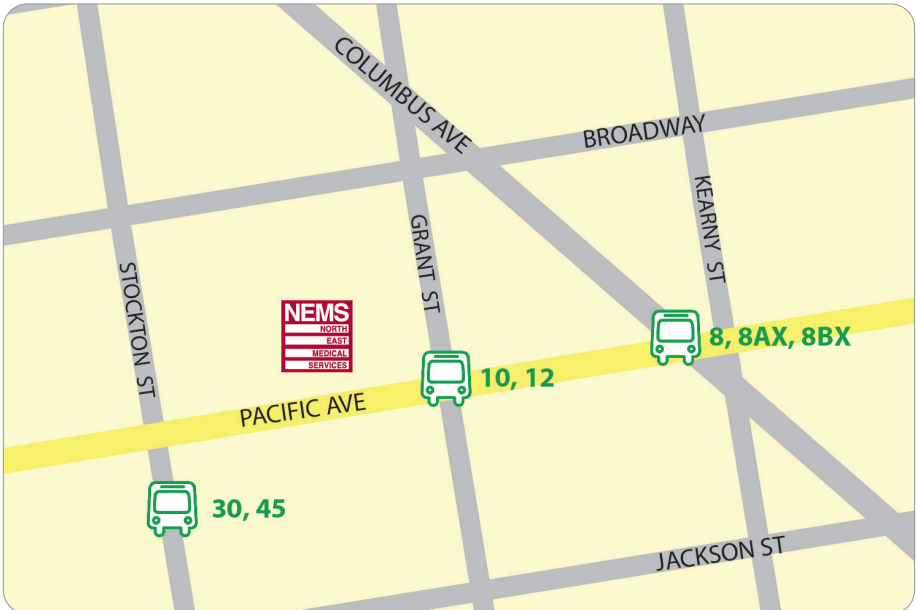 COLUMBUS AVE
BROADWAY
KEARNY ST
GRANT ST
STOCKTON ST
NEMS
NORTH
EAST
MEDICAL
SERVICES
8, 8AX, 8BX
10, 12
PACIFIC AVE
30, 45
JACKSON ST